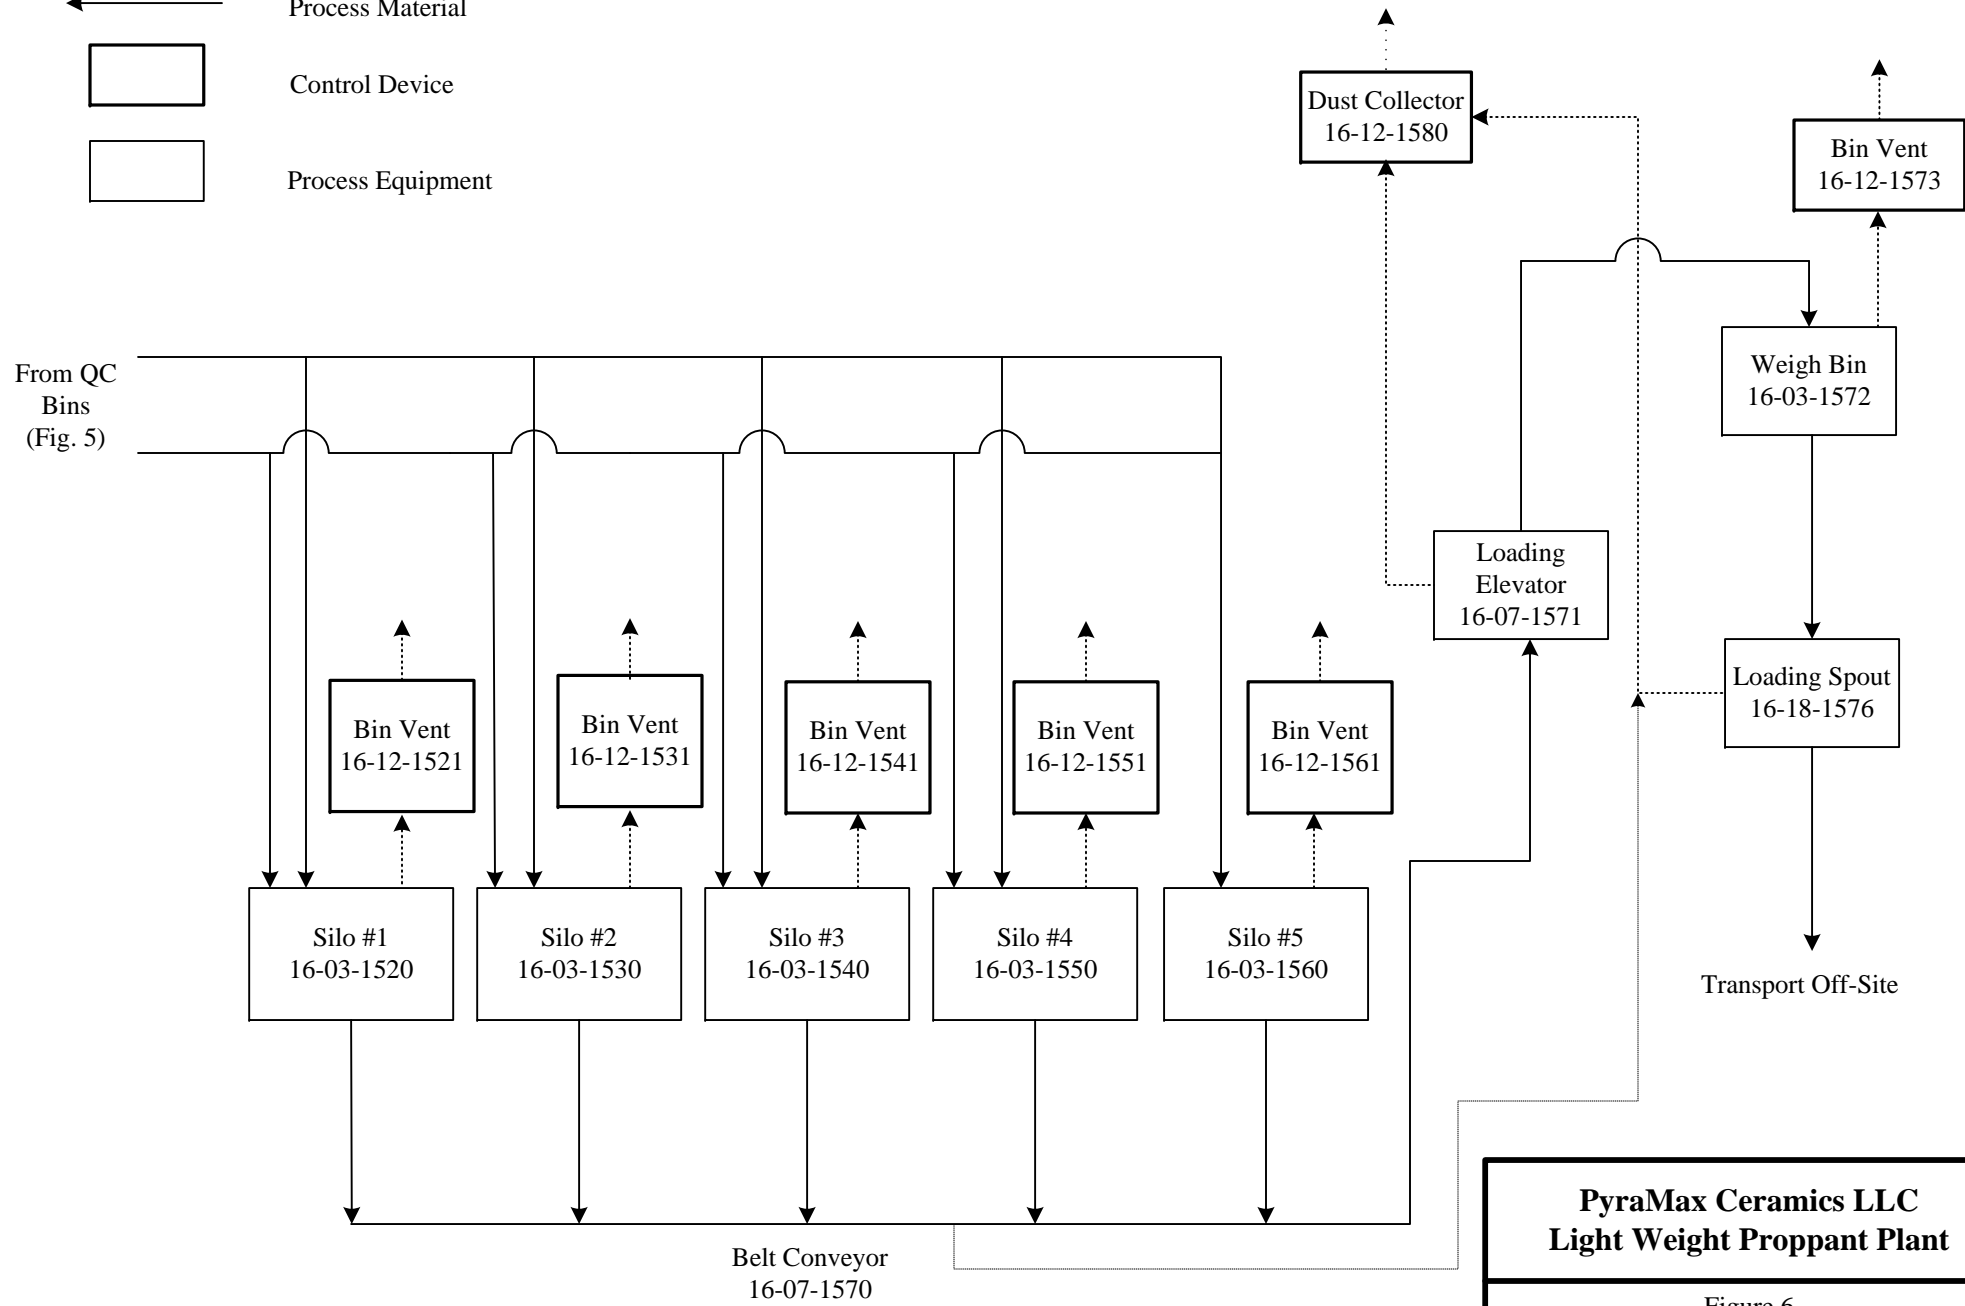 Process Material
Control Device
Process Equipment
Dust Collector
16-12-1580
Bin Vent
16-12-1573
From QC
Bins
(Fig. 5)
Weigh Bin
16-03-1572
Loading
Elevator
16-07-1571
Loading Spout
16-18-1576
Bin Vent
16-12-1521
Bin Vent
16-12-1531
Bin Vent
16-12-1541
Bin Vent
16-12-1551
Bin Vent
16-12-1561
Silo #1
16-03-1520
Silo #2
16-03-1530
Silo #3
16-03-1540
Silo #4
16-03-1550
Silo #5
16-03-1560
Transport Off-Site
Belt Conveyor
16-07-1570
PyraMax Ceramics LLC
Light Weight Proppant Plant
Figure 6